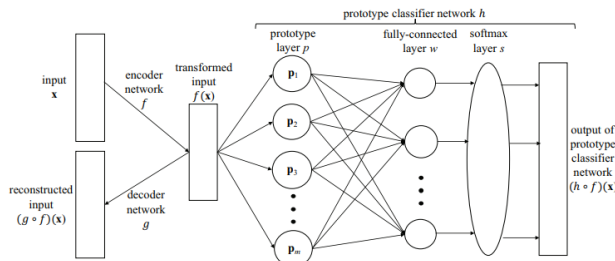 prototype classifier network h
prototype
layer p
fully-connected
layer w
softmax
layer s
input
x
encoder
network
f
transformed
input
f(x)
p1
p2
p3
pm
reconstructed
input
(g ∘ f)(x)
decoder
network
g
output of
prototype
classifier
network
(h ∘ f)(x)